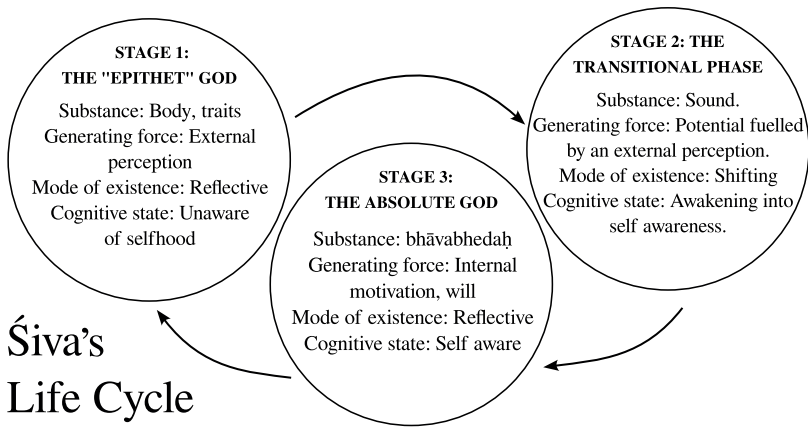 STAGE 1:
THE "EPITHET" GOD
Substance: Body, traits
Generating force: External
perception
Mode of existence: Reflective
Cognitive state: Unaware
of selfhood
STAGE 2: THE
TRANSITIONAL PHASE
Substance: Sound.
Generating force: Potential fuelled
by an external perception.
Mode of existence: Shifting
Cognitive state: Awakening into
self awareness.
STAGE 3:
THE ABSOLUTE GOD
Substance: bhāvabhedaḥ
Generating force: Internal
motivation, will
Mode of existence: Reflective
Cognitive state: Self aware
Śiva's
Life Cycle